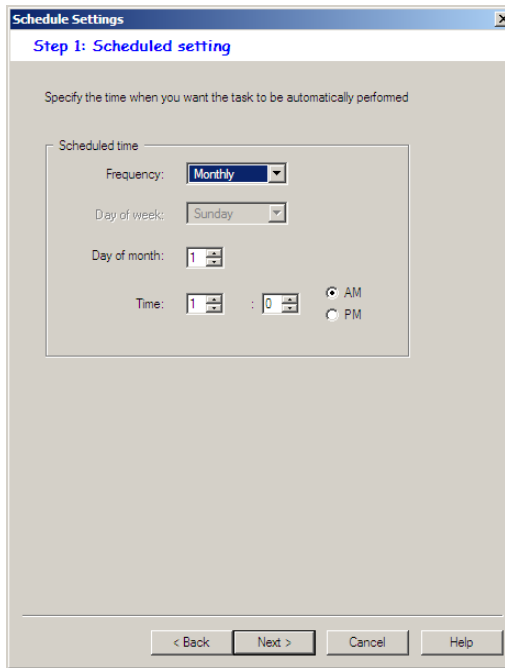 Schedule Settings
Step 1: Scheduled setting
Specify the time when you want the task to be automatically performed
Scheduled time
Frequency: Monthly
Day of week: Sunday
Day of month: 1
Time: 1 : 0 AM
PM
< Back Next > Cancel Help